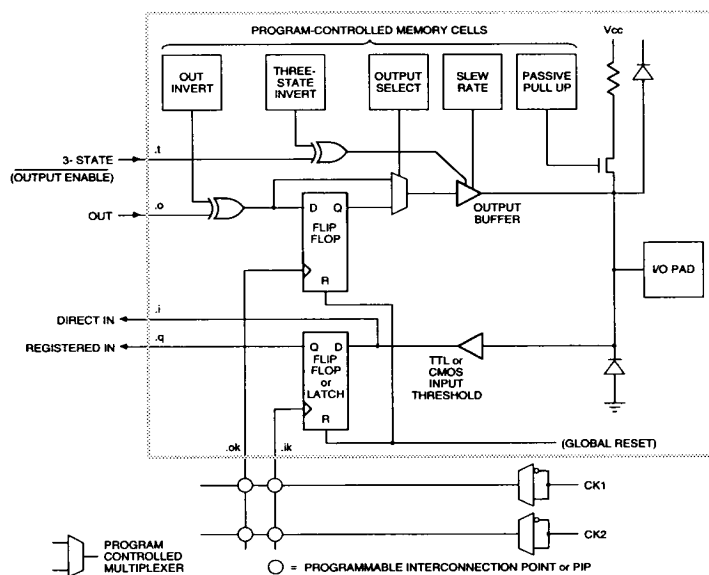 PROGRAM-CONTROLLED MEMORY CELLS
Vcc
OUT
INVERT
THREE-
STATE
INVERT
OUTPUT
SELECT
SLEW
RATE
PASSIVE
PULL UP
3- STATE
(OUTPUT ENABLE)
.t
OUT
.o
D Q
FLIP
FLOP
R
OUTPUT
BUFFER
I/O PAD
DIRECT IN
.i
REGISTERED IN
.q
Q D
FLIP
FLOP
or
LATCH
R
TTL or
CMOS
INPUT
THRESHOLD
(GLOBAL RESET)
.ok
.ik
CK1
CK2
PROGRAM
CONTROLLED
MULTIPLEXER
= PROGRAMMABLE INTERCONNECTION POINT or PIP